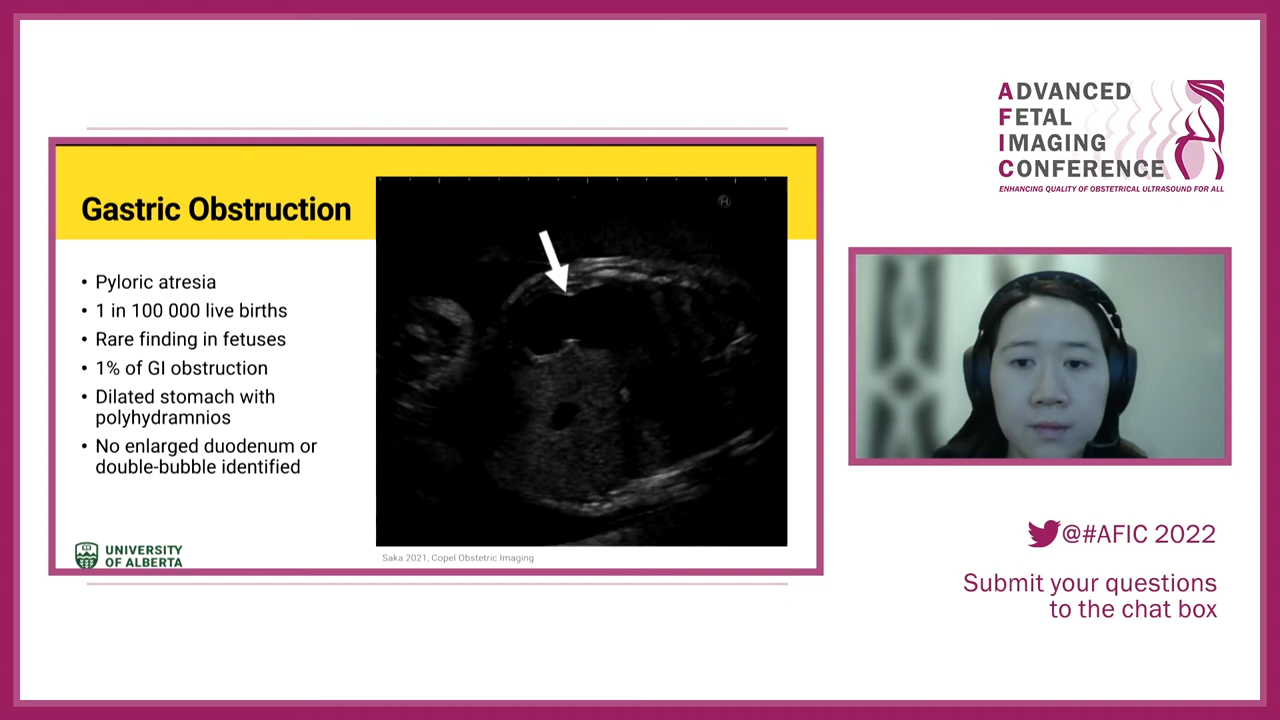 ADVANCED
FETAL
IMAGING
CONFERENCE
ENHANCING QUALITY OF OBSTETRICAL ULTRASOUND FOR ALL
Gastric Obstruction
• Pyloric atresia
• 1 in 100 000 live births
• Rare finding in fetuses
• 1% of GI obstruction
• Dilated stomach with
polyhydramnios
• No enlarged duodenum or
double-bubble identified
H
UNIVERSITY
OF ALBERTA
Saka 2021, Copel Obstetric Imaging
@#AFIC 2022
Submit your questions
to the chat box